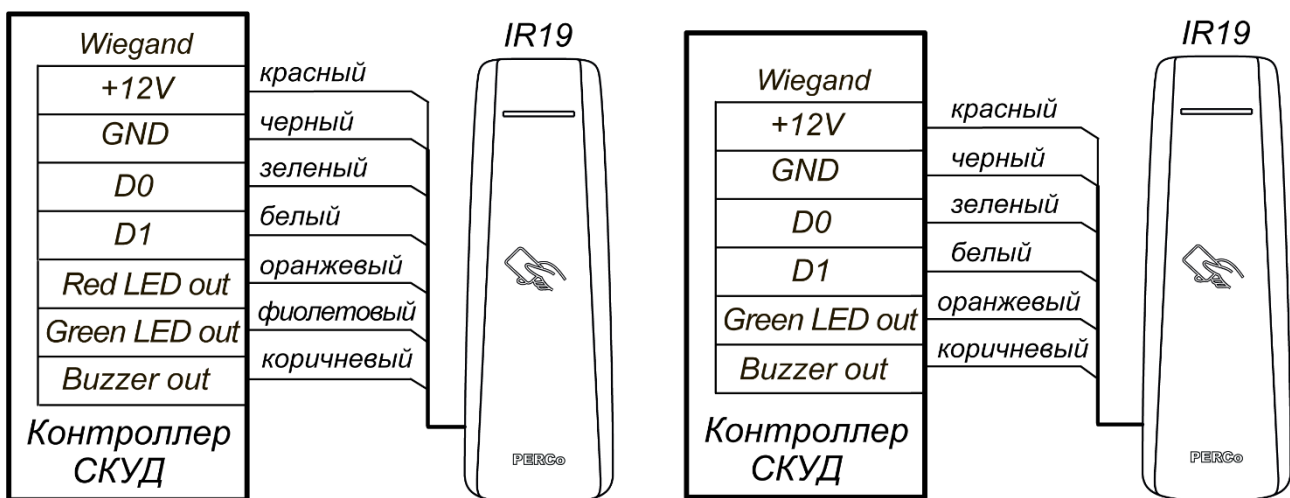 Wiegand
+12V
GND
D0
D1
Red LED out
Green LED out
Buzzer out
Контроллер
СКУД
красный
черный
зеленый
белый
оранжевый
фиолетовый
коричневый
IR19
PERCo
Wiegand
+12V
GND
D0
D1
Green LED out
Buzzer out
Контроллер
СКУД
красный
черный
зеленый
белый
оранжевый
коричневый
IR19
PERCo